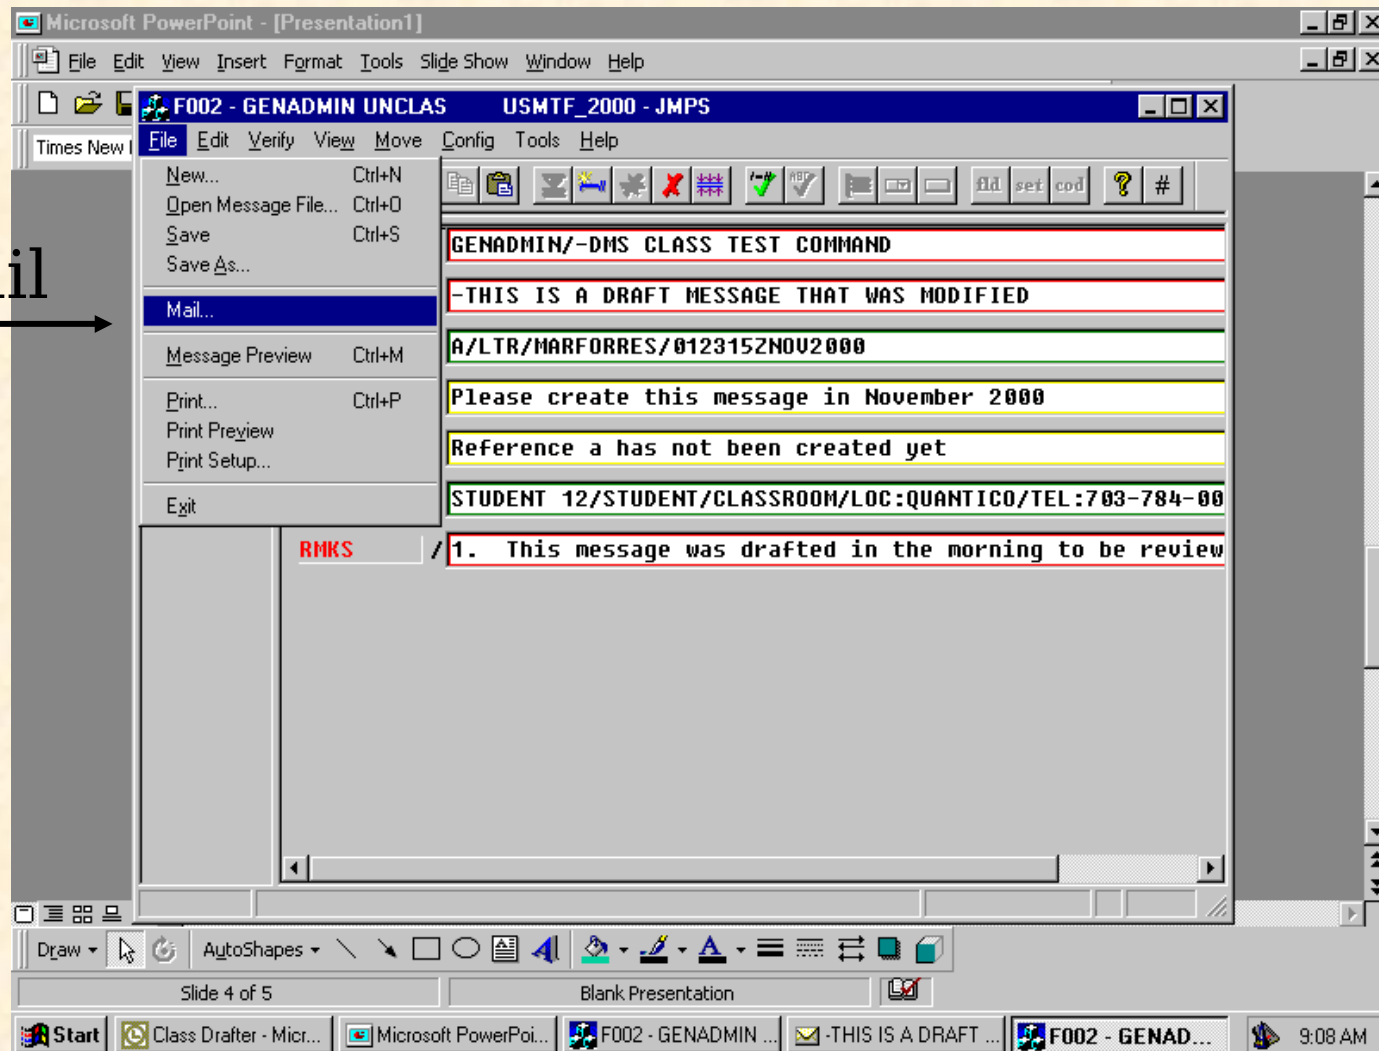 Microsoft PowerPoint - [Presentation1]
File Edit View Insert Format Tools Slide Show Window Help
F002 - GENADMIN UNCLAS USMTF_2000 - JMPS
Times New
File Edit Verify View Move Config Tools Help
New... Ctrl+N
Open Message File... Ctrl+O
Save Ctrl+S
Save As...
Mail...
Message Preview Ctrl+M
Print... Ctrl+P
Print Preview
Print Setup...
Exit
fld set cod ? #
GENADMIN/-DMS CLASS TEST COMMAND
-THIS IS A DRAFT MESSAGE THAT WAS MODIFIED
A/LTR/MARFORRES/012315ZNOV2000
Please create this message in November 2000
Reference a has not been created yet
STUDENT 12/STUDENT/CLASSROOM/LOC:QUANTICO/TEL:703-784-00
RMKS / 1. This message was drafted in the morning to be review
Draw AutoShapes
Slide 4 of 5 Blank Presentation
Start Class Drafter - Micr... Microsoft PowerPoi... F002 - GENADMIN ... -THIS IS A DRAFT ... F002 - GENAD... 9:08 AM